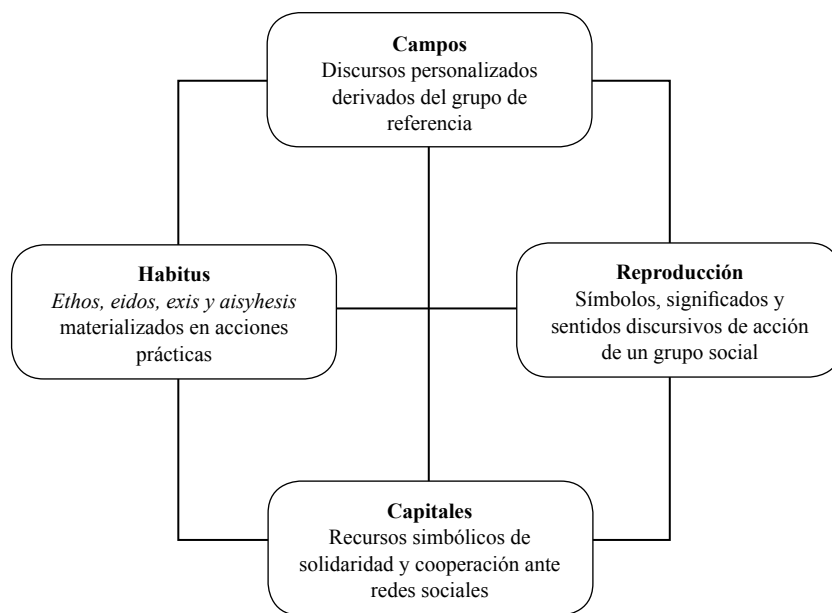 Campos
Discursos personalizados
derivados del grupo de
referencia
Habitus
Ethos, eidos, exis y aisyhesis
materializados en acciones
prácticas
Reproducción
Símbolos, significados y
sentidos discursivos de acción
de un grupo social
Capitales
Recursos simbólicos de
solidaridad y cooperación ante
redes sociales